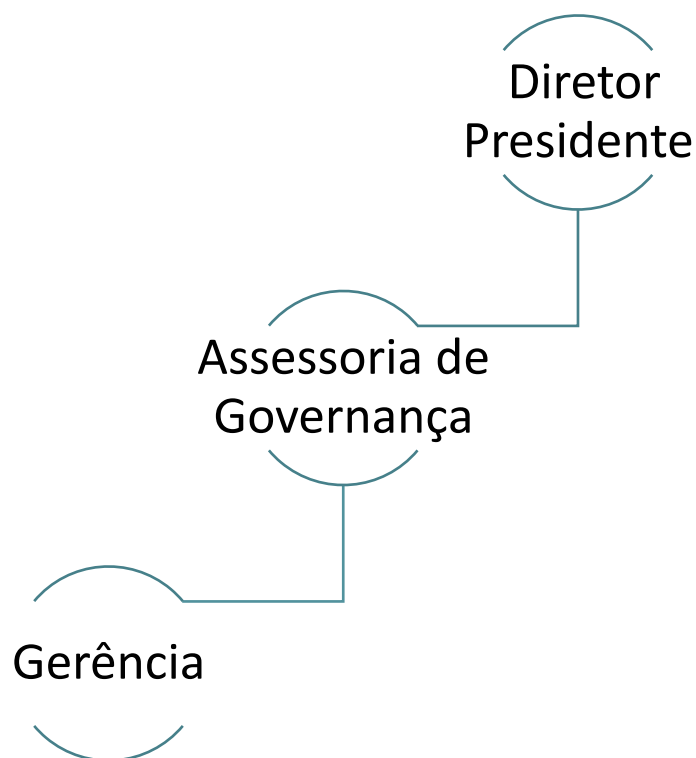 Diretor
Presidente
Assessoria de
Governança
Gerência